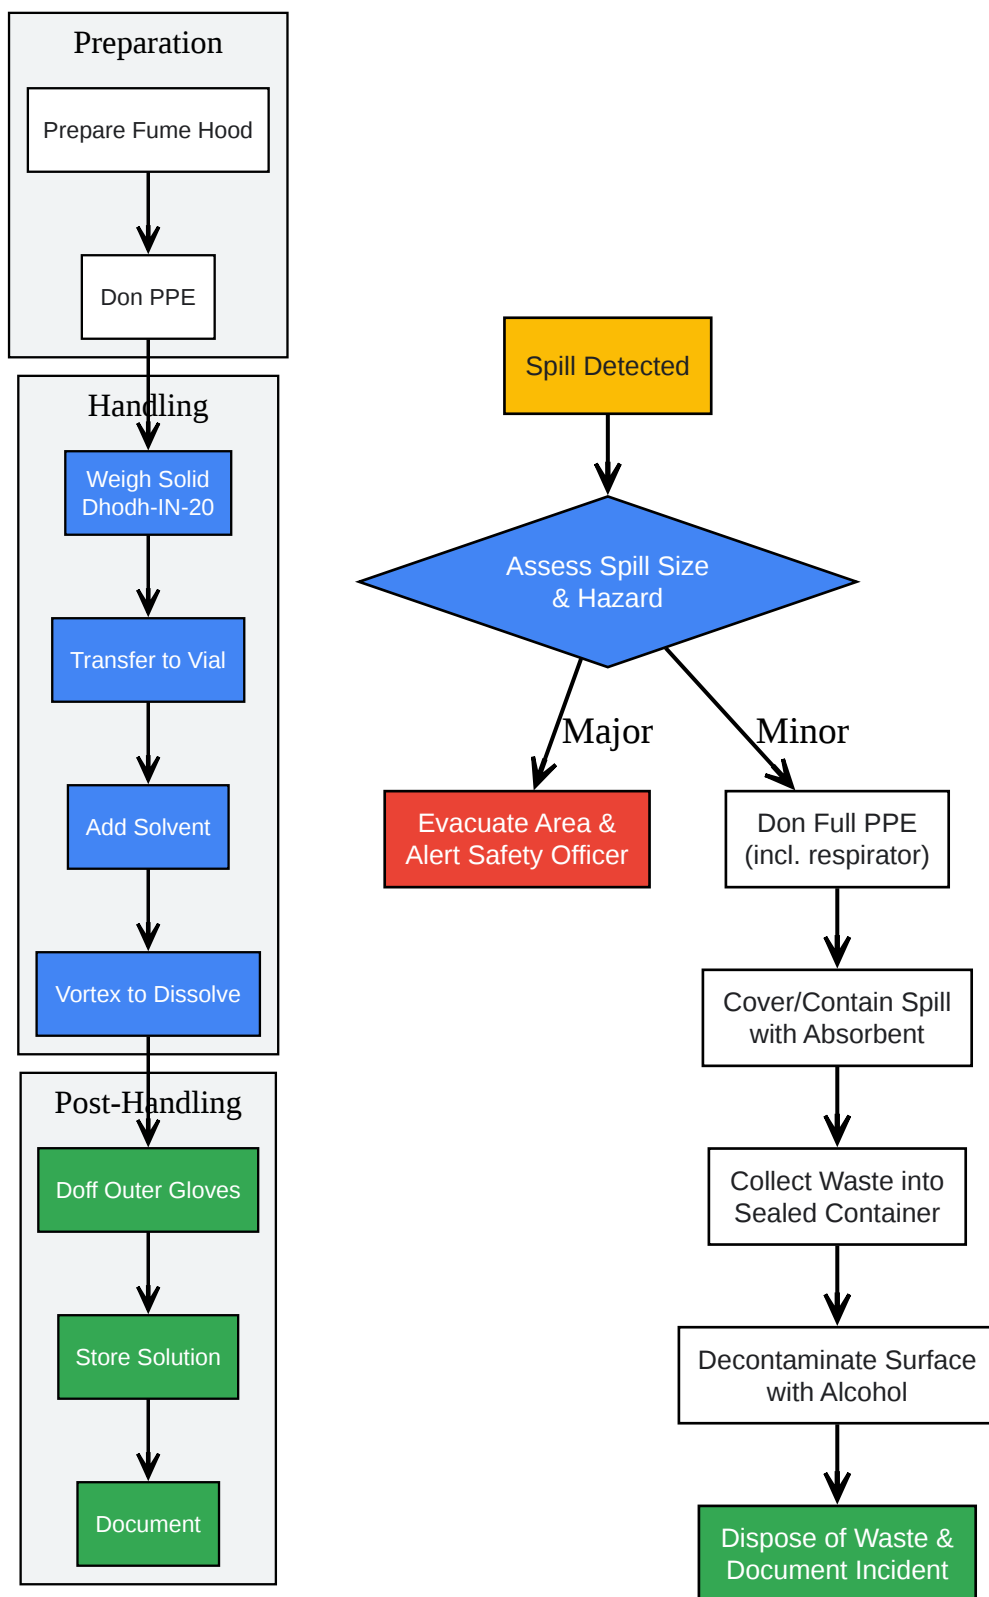 Preparation
Prepare Fume Hood
Don PPE
Handling
Weigh Solid
Dhodh-IN-20
Transfer to Vial
Add Solvent
Vortex to Dissolve
Post-Handling
Doff Outer Gloves
Store Solution
Document
Spill Detected
Assess Spill Size
& Hazard
Major
Minor
Evacuate Area &
Alert Safety Officer
Don Full PPE
(incl. respirator)
Cover/Contain Spill
with Absorbent
Collect Waste into
Sealed Container
Decontaminate Surface
with Alcohol
Dispose of Waste &
Document Incident